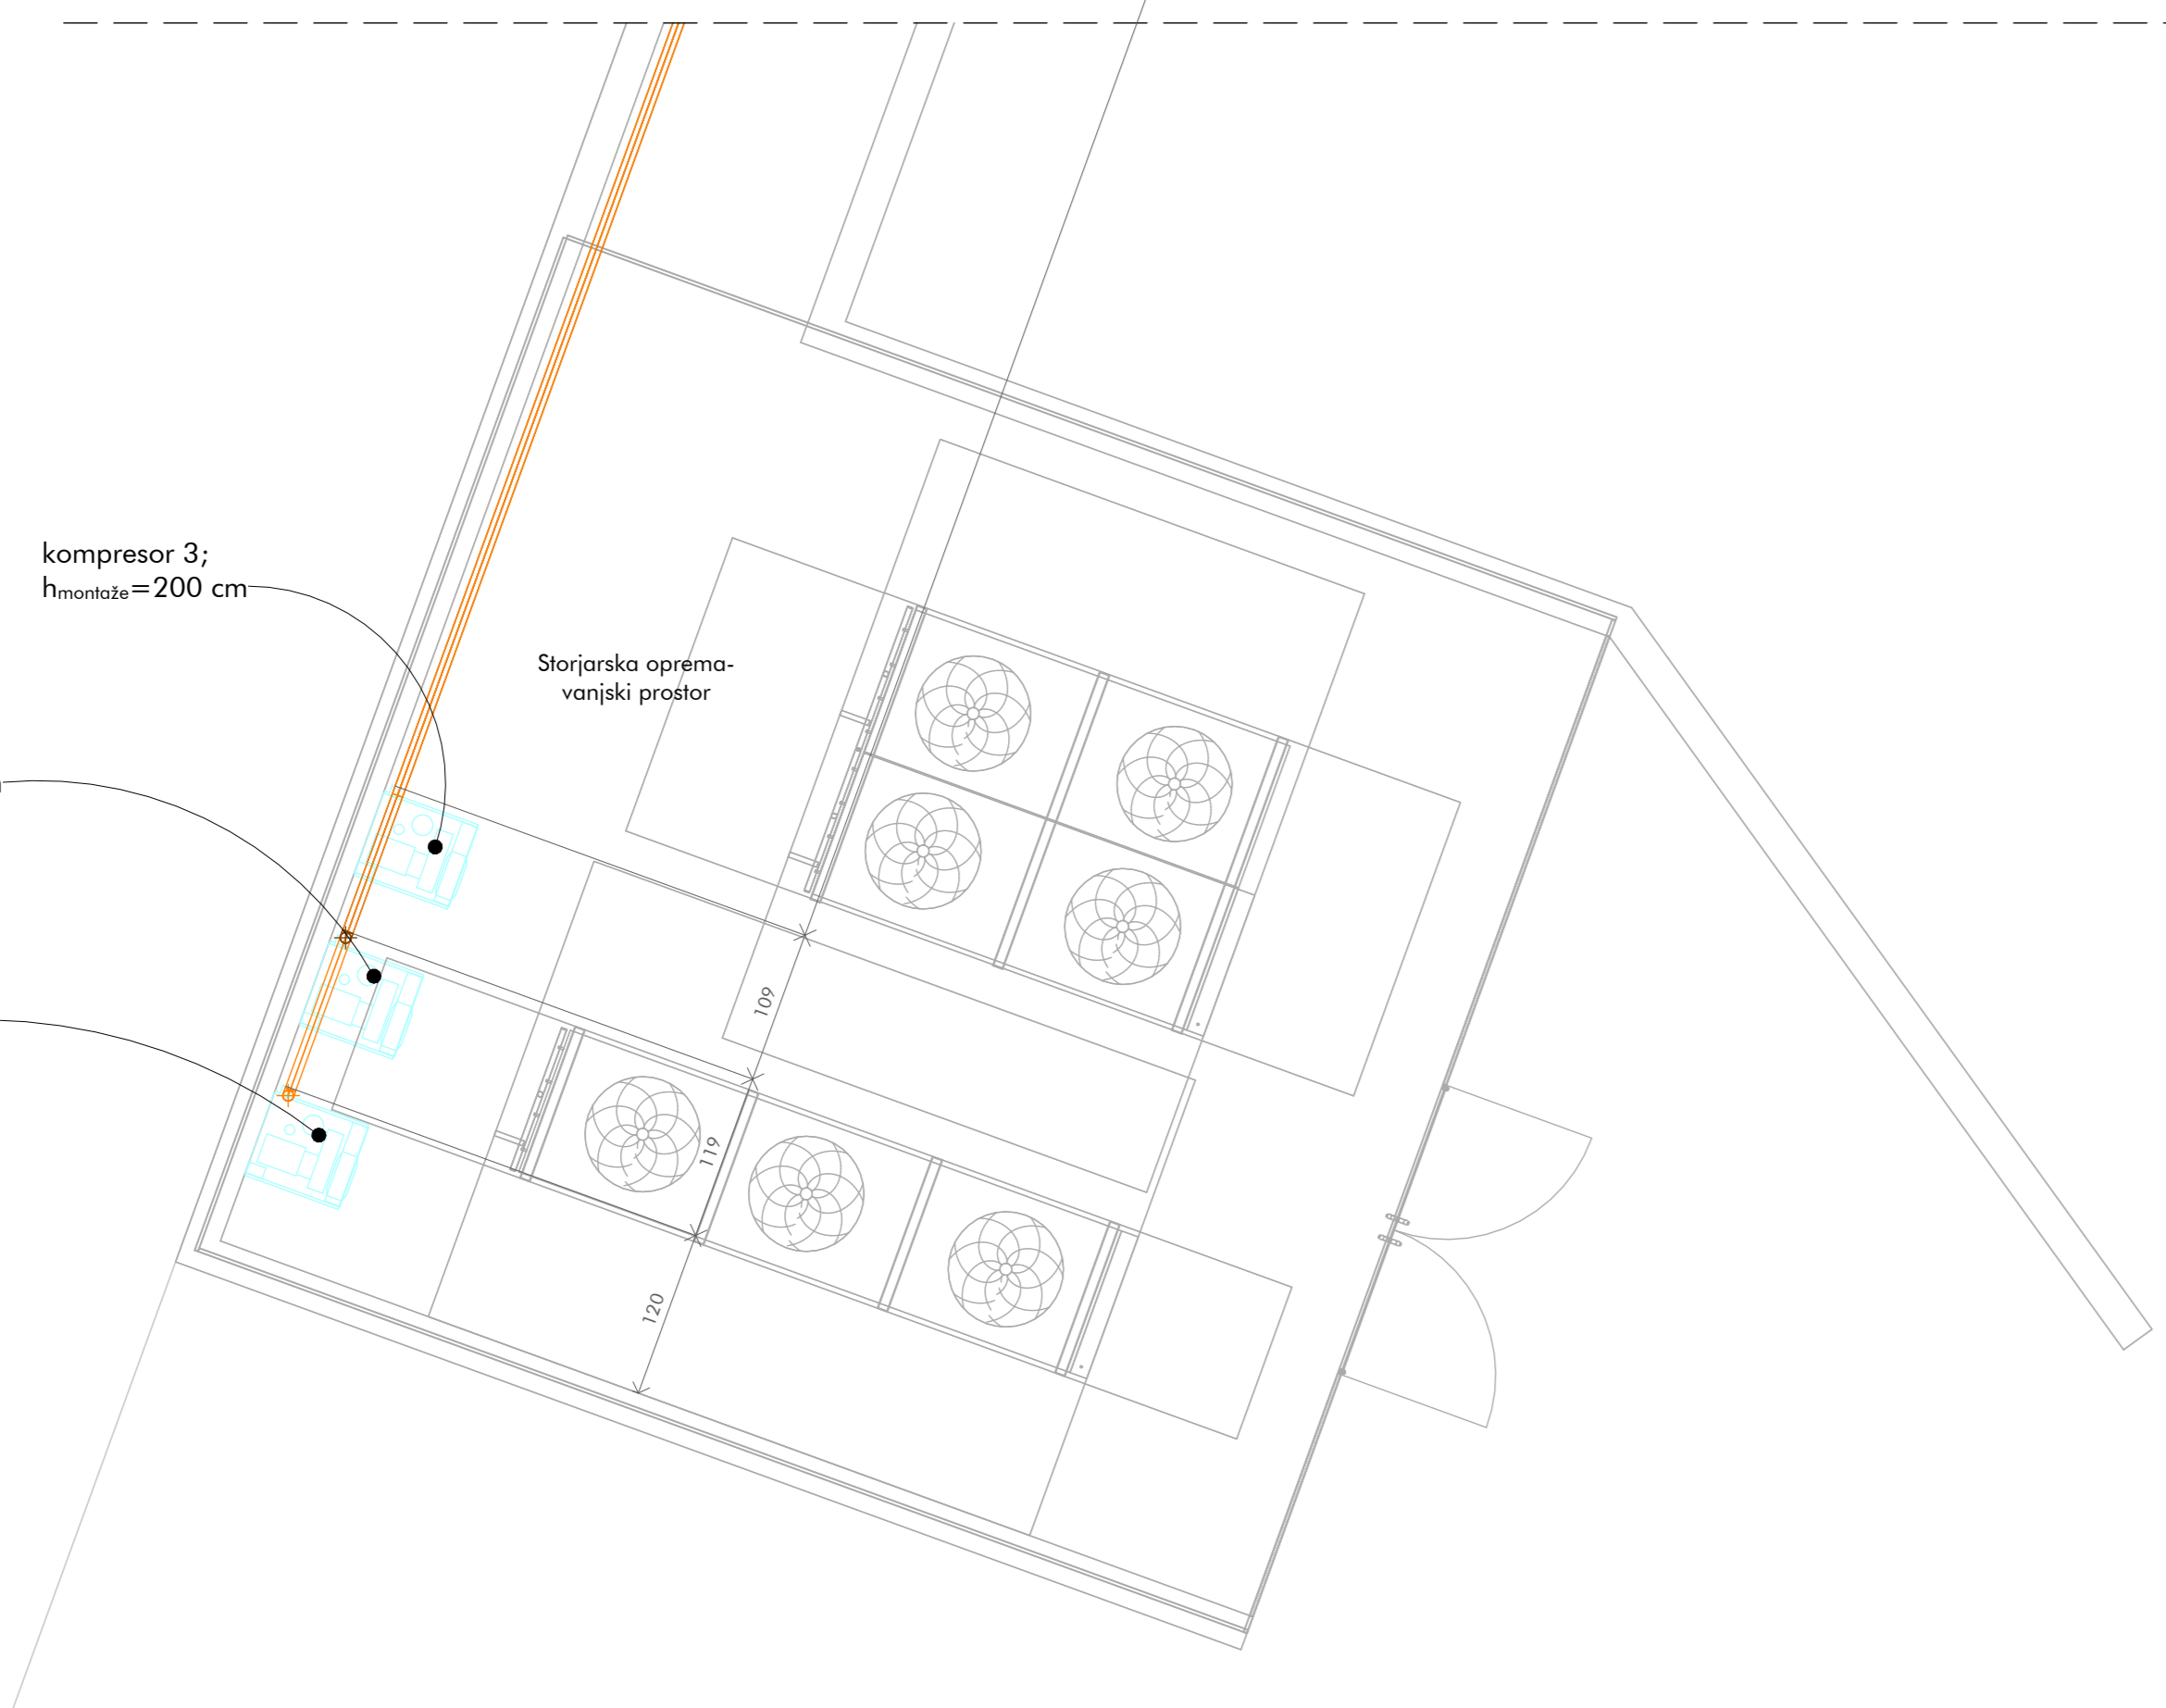 kompresor 3;
hmontaže=200 cm
Storjarska oprema-
vanjski prostor
109
119
120